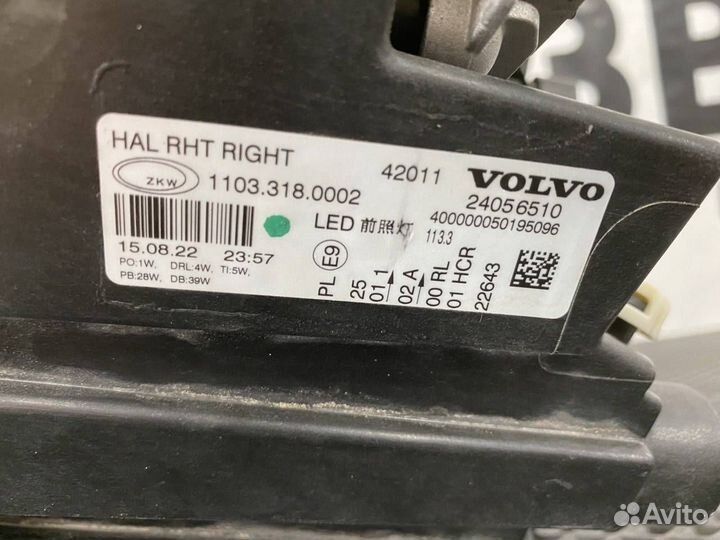 HAL RHT RIGHT
42011 VOLVO
ZKW 1103.318.0002
24056510
LED 前照灯
400000050195096
113.3
15.08.22 23:57
PO:1W, DRL:4W, TI:5W,
PB:28W, DB:39W
E9
PL
25
01 1
02 A
00 RL
01 HCR
22643
Avito